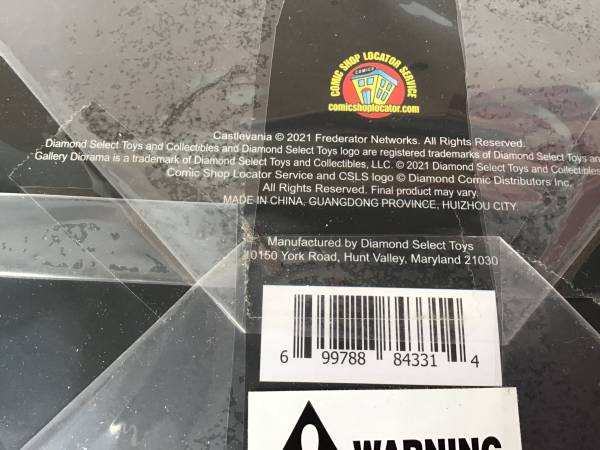 COMIC SHOP LOCATOR SERVICE
COMICS
comicshoplocator.com
Castlevania © 2021 Frederator Networks. All Rights Reserved.
Diamond Select Toys and Collectibles and Diamond Select Toys logo are registered trademarks of Diamond Select Toys an
Gallery Diorama is a trademark of Diamond Select Toys and Collectibles, LLC. © 2021 Diamond Select Toys and Collectibles
Comic Shop Locator Service and CSLS logo © Diamond Comic Distributors Inc.
All Rights Reserved. Final product may vary.
MADE IN CHINA, GUANGDONG PROVINCE, HUIZHOU CITY.
Manufactured by Diamond Select Toys
10150 York Road, Hunt Valley, Maryland 21030
6 99788 84331 4
WARNING